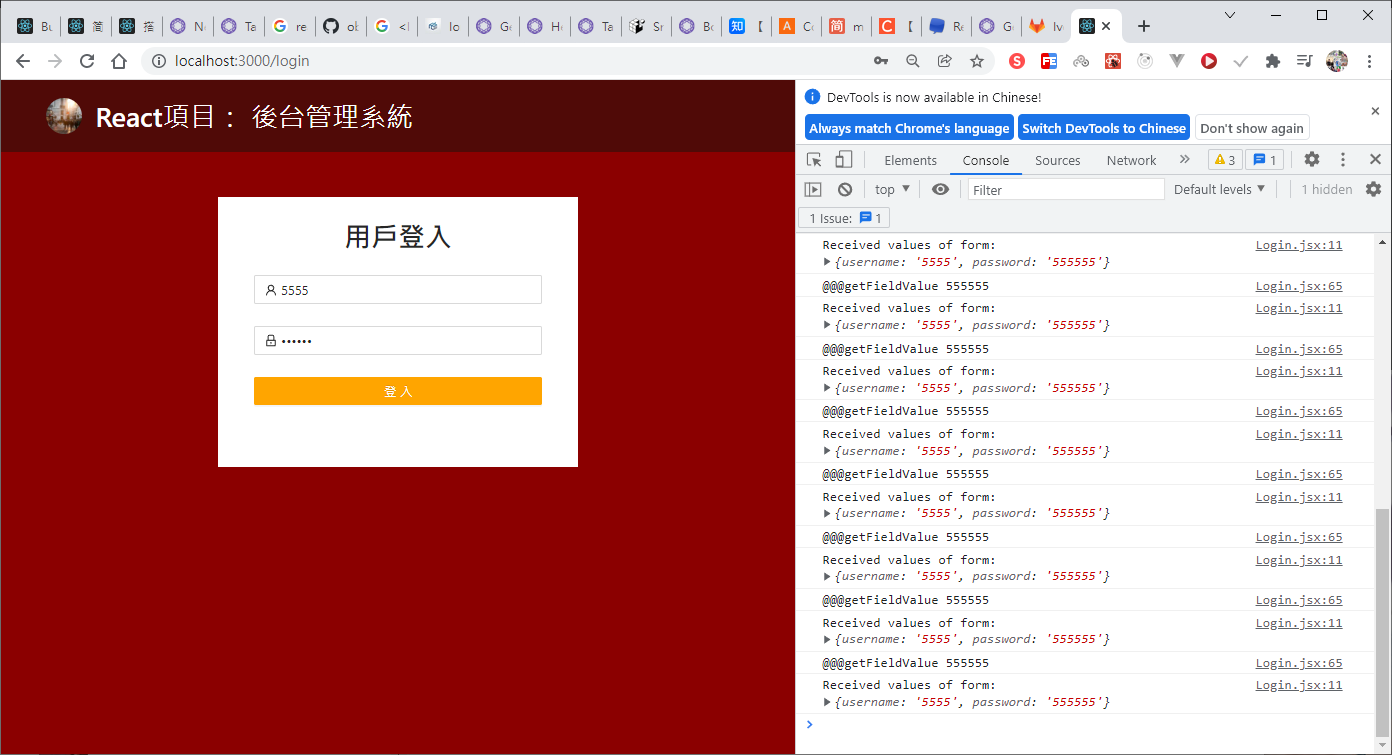 Bu
简
搭
N
Ta
re
ob
<l
Io
Ge
H
Ta
Sr
Bo
知 【
A Co
簡 m
C 【
Re
Ge
Iv
localhost:3000/login
React項目： 後台管理系統
用戶登入
5555
••••••
登 入
DevTools is now available in Chinese!
Always match Chrome's language Switch DevTools to Chinese Don't show again
Elements Console Sources Network » 3 1
top Filter Default levels 1 hidden
1 Issue: 1
Received values of form: Login.jsx:11
{username: '5555', password: '555555'}
@@@getFieldValue 555555 Login.jsx:65
Received values of form: Login.jsx:11
{username: '5555', password: '555555'}
@@@getFieldValue 555555 Login.jsx:65
Received values of form: Login.jsx:11
{username: '5555', password: '555555'}
@@@getFieldValue 555555 Login.jsx:65
Received values of form: Login.jsx:11
{username: '5555', password: '555555'}
@@@getFieldValue 555555 Login.jsx:65
Received values of form: Login.jsx:11
{username: '5555', password: '555555'}
@@@getFieldValue 555555 Login.jsx:65
Received values of form: Login.jsx:11
{username: '5555', password: '555555'}
@@@getFieldValue 555555 Login.jsx:65
Received values of form: Login.jsx:11
{username: '5555', password: '555555'}
@@@getFieldValue 555555 Login.jsx:65
Received values of form: Login.jsx:11
{username: '5555', password: '555555'}